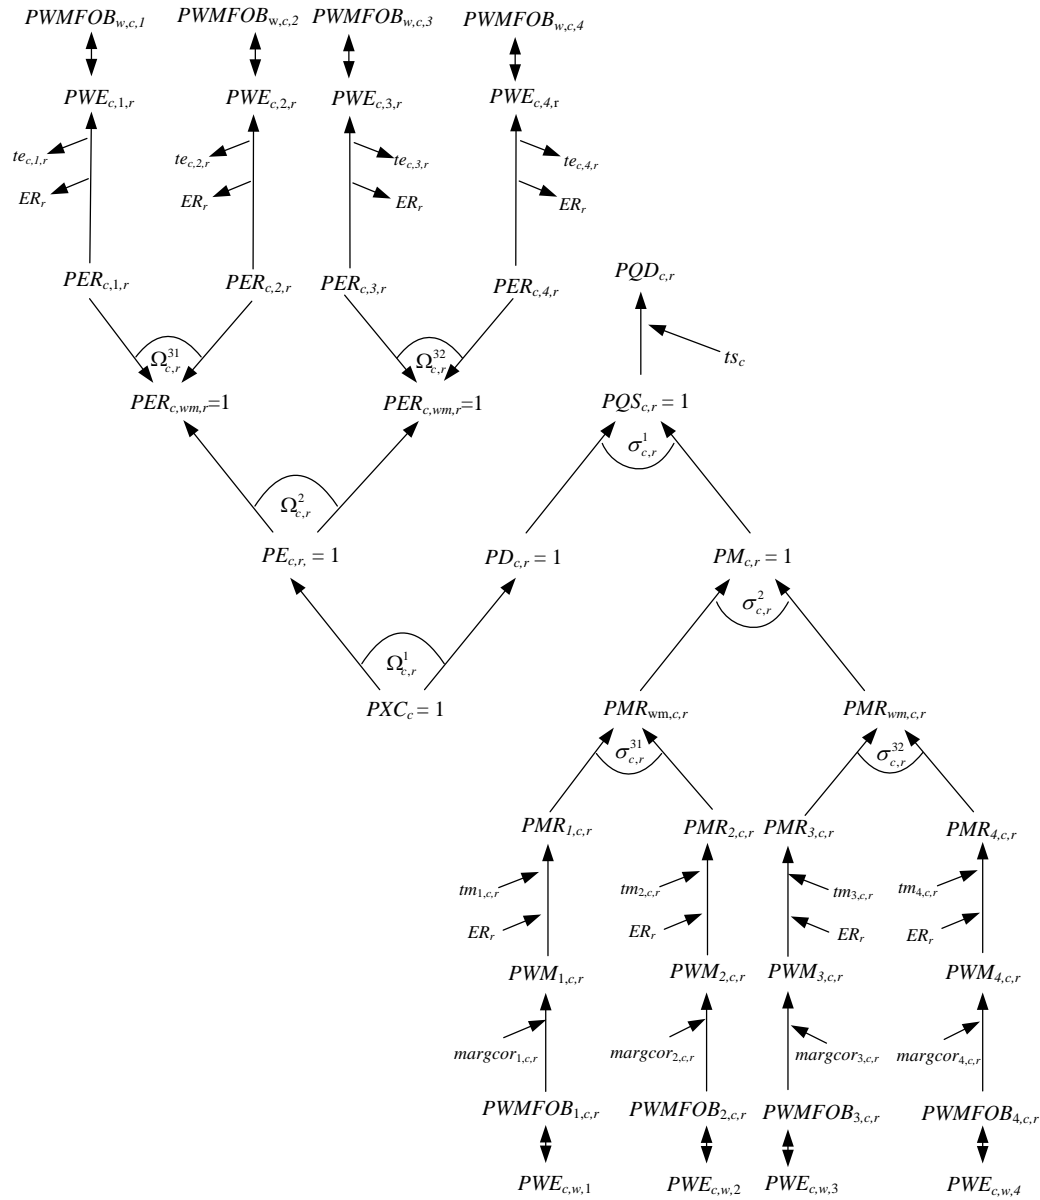 PWMFOB_{w,c,1} PWMFOB_{w,c,2} PWMFOB_{w,c,3} PWMFOB_{w,c,4}
PWE_{c,1,r} PWE_{c,2,r} PWE_{c,3,r} PWE_{c,4,r}
te_{c,1,r} te_{c,2,r} te_{c,3,r} te_{c,4,r}
ER_r ER_r ER_r ER_r
PER_{c,1,r} PER_{c,2,r} PER_{c,3,r} PER_{c,4,r} PQD_{c,r}
Ω^{31}_{c,r} Ω^{32}_{c,r} ts_c
PER_{c,wm,r}=1 PER_{c,wm,r}=1 PQS_{c,r} = 1
σ^{1}_{c,r}
Ω^{2}_{c,r}
PE_{c,r,} = 1 PD_{c,r} = 1 PM_{c,r} = 1
σ^{2}_{c,r}
Ω^{1}_{c,r}
PXC_c = 1 PMR_{wm,c,r} PMR_{wm,c,r}
σ^{31}_{c,r} σ^{32}_{c,r}
PMR_{1,c,r} PMR_{2,c,r} PMR_{3,c,r} PMR_{4,c,r}
tm_{1,c,r} tm_{2,c,r} tm_{3,c,r} tm_{4,c,r}
ER_r ER_r ER_r ER_r
PWM_{1,c,r} PWM_{2,c,r} PWM_{3,c,r} PWM_{4,c,r}
margcor_{1,c,r} margcor_{2,c,r} margcor_{3,c,r} margcor_{4,c,r}
PWMFOB_{1,c,r} PWMFOB_{2,c,r} PWMFOB_{3,c,r} PWMFOB_{4,c,r}
PWE_{c,w,1} PWE_{c,w,2} PWE_{c,w,3} PWE_{c,w,4}